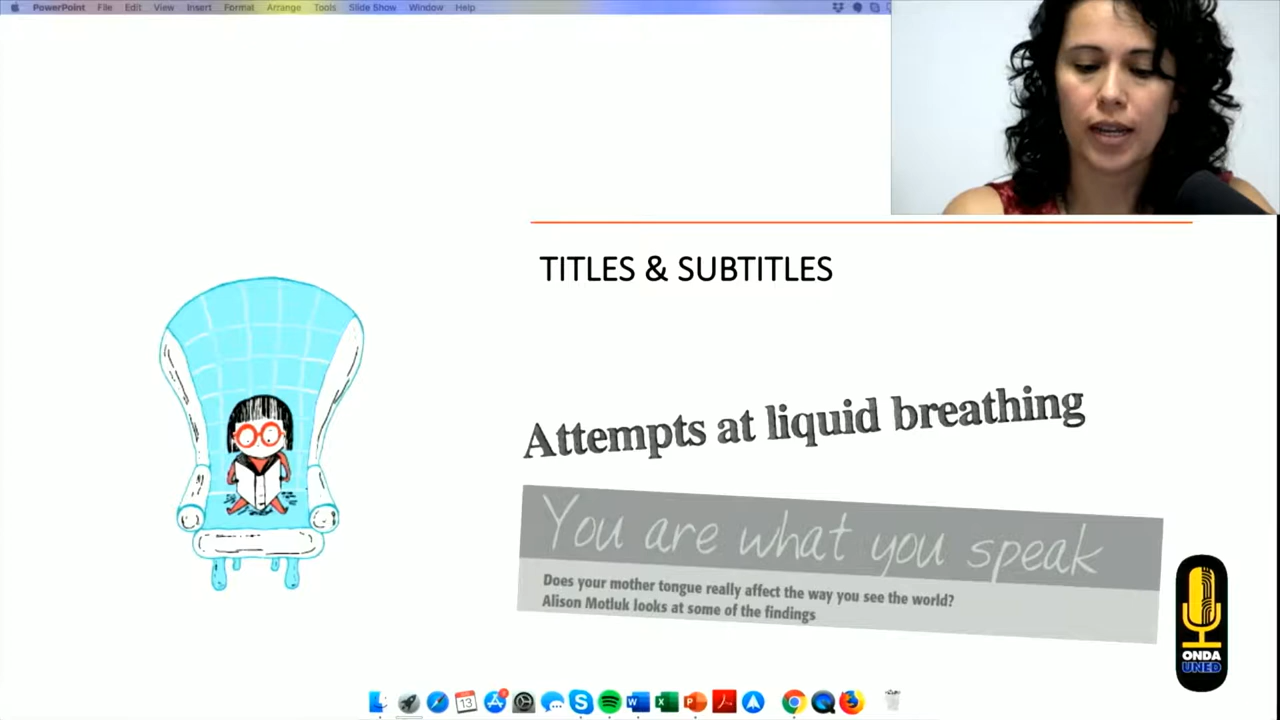 PowerPoint File Edit View Insert Format Arrange Tools Slide Show Window Help
TITLES & SUBTITLES
Attempts at liquid breathing
You are what you speak
Does your mother tongue really affect the way you see the world?
Alison Motluk looks at some of the findings
ONDA
UNED
13